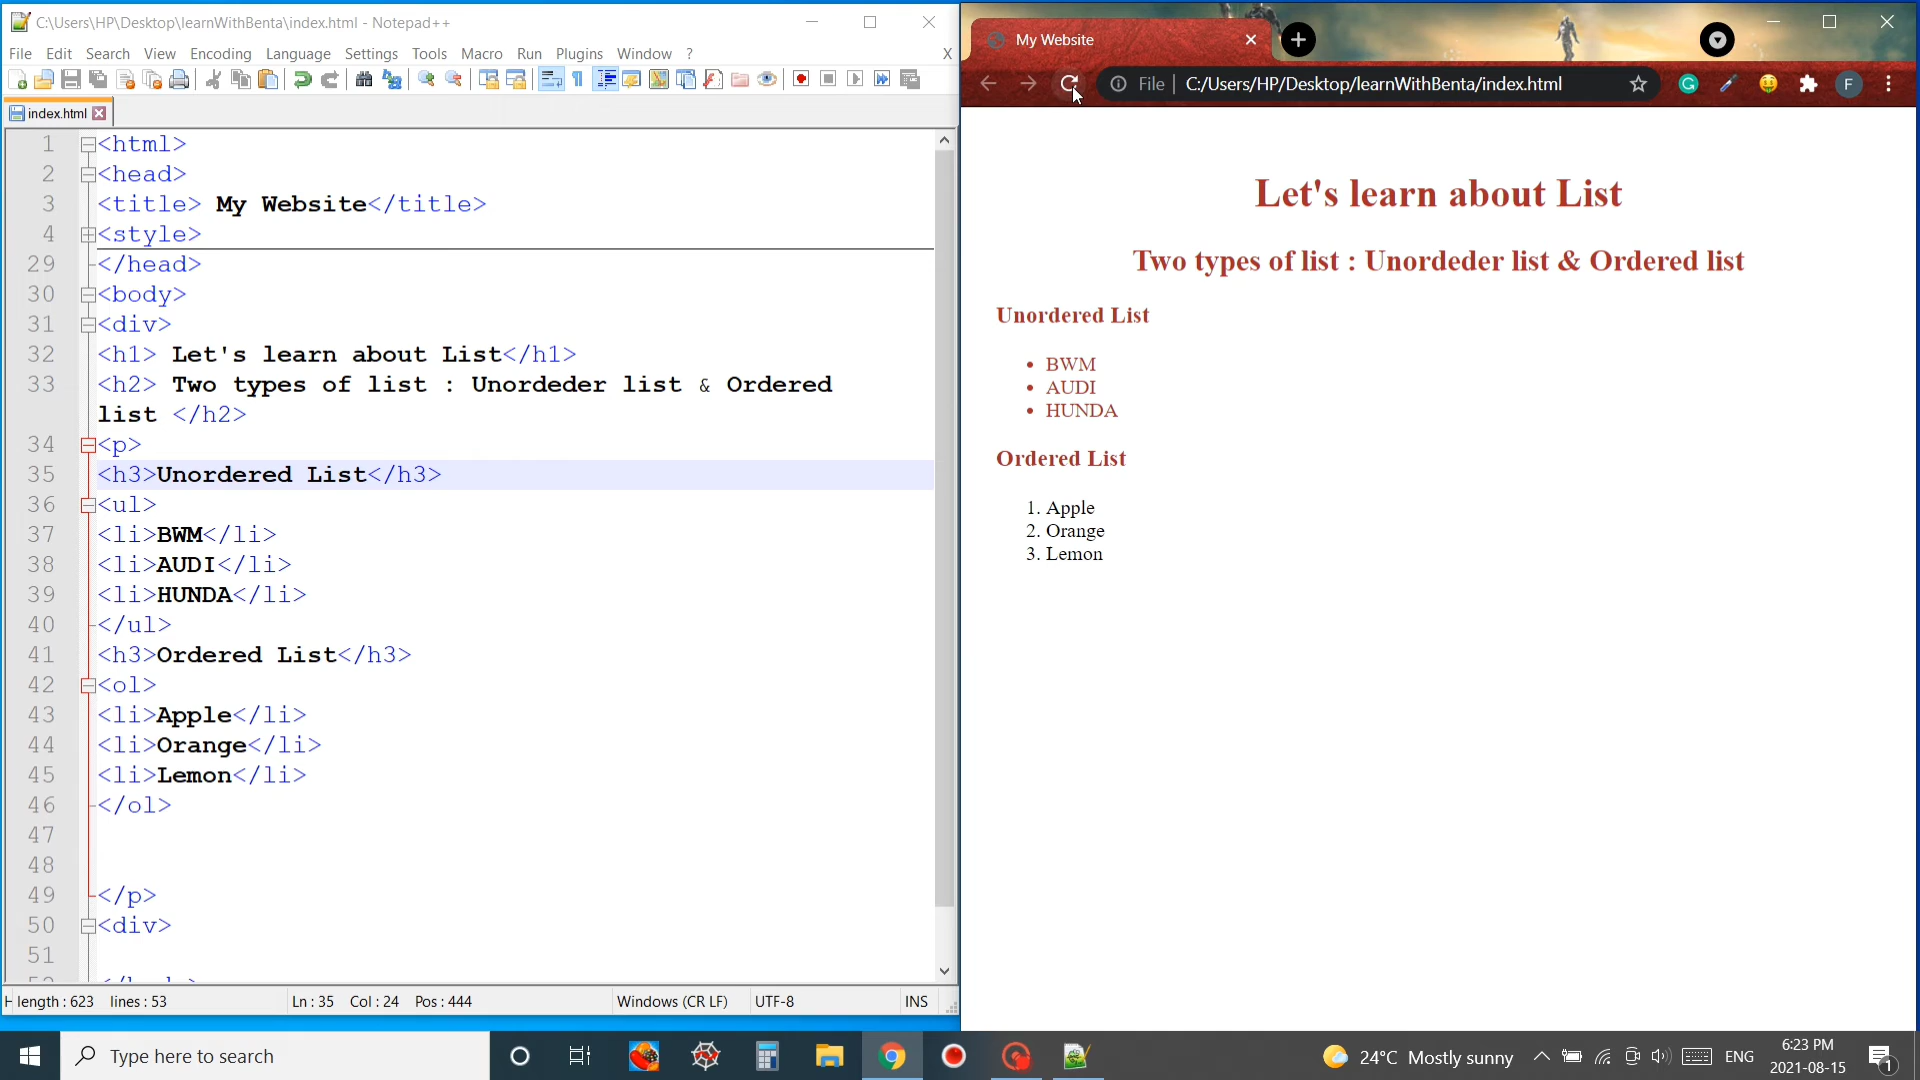 C:\Users\HP\Desktop\learnWithBenta\index.html - Notepad++
File Edit Search View Encoding Language Settings Tools Macro Run Plugins Window ? X
index.html
1 <html>
2 <head>
3 <title> My Website</title>
4 <style>
29 </head>
30 <body>
31 <div>
32 <h1> Let's learn about List</h1>
33 <h2> Two types of list : Unordeder list & Ordered
list </h2>
34 <p>
35 <h3>Unordered List</h3>
36 <ul>
37 <li>BWM</li>
38 <li>AUDI</li>
39 <li>HUNDA</li>
40 </ul>
41 <h3>Ordered List</h3>
42 <ol>
43 <li>Apple</li>
44 <li>Orange</li>
45 <li>Lemon</li>
46 </ol>
47
48
49 </p>
50 <div>
51
length : 623 lines : 53 Ln : 35 Col : 24 Pos : 444 Windows (CR LF) UTF-8 INS
My Website
File C:/Users/HP/Desktop/learnWithBenta/index.html F
Let's learn about List
Two types of list : Unordeder list & Ordered list
Unordered List
• BWM
• AUDI
• HUNDA
Ordered List
1. Apple
2. Orange
3. Lemon
Type here to search
24°C Mostly sunny ENG
6:23 PM
2021-08-15
1